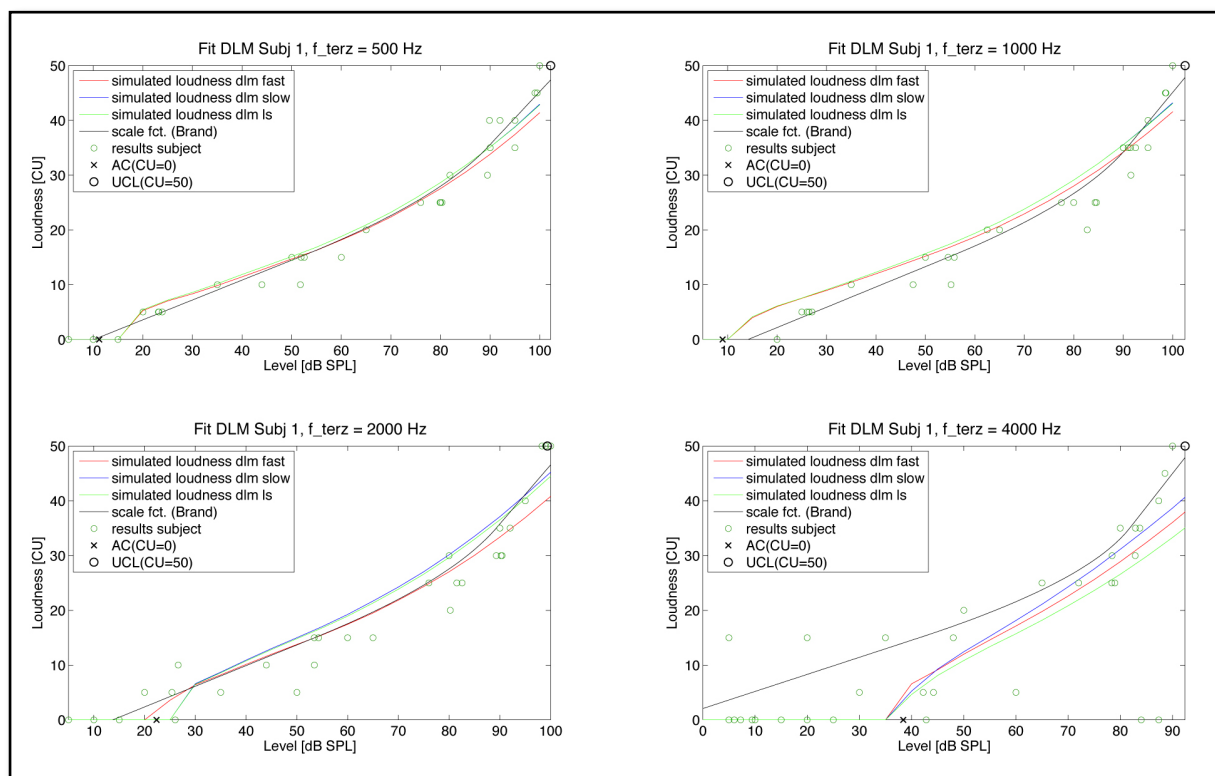 Fit DLM Subj 1, f_terz = 500 Hz
50
40
30
20
10
0
Loudness [CU]
simulated loudness dlm fast
simulated loudness dlm slow
simulated loudness dlm ls
scale fct. (Brand)
results subject
AC(CU=0)
UCL(CU=50)
10 20 30 40 50 60 70 80 90 100
Level [dB SPL]
Fit DLM Subj 1, f_terz = 1000 Hz
50
40
30
20
10
0
Loudness [CU]
simulated loudness dlm fast
simulated loudness dlm slow
simulated loudness dlm ls
scale fct. (Brand)
results subject
AC(CU=0)
UCL(CU=50)
10 20 30 40 50 60 70 80 90 100
Level [dB SPL]
Fit DLM Subj 1, f_terz = 2000 Hz
50
40
30
20
10
0
Loudness [CU]
simulated loudness dlm fast
simulated loudness dlm slow
simulated loudness dlm ls
scale fct. (Brand)
results subject
AC(CU=0)
UCL(CU=50)
10 20 30 40 50 60 70 80 90 100
Level [dB SPL]
Fit DLM Subj 1, f_terz = 4000 Hz
50
40
30
20
10
0
Loudness [CU]
simulated loudness dlm fast
simulated loudness dlm slow
simulated loudness dlm ls
scale fct. (Brand)
results subject
AC(CU=0)
UCL(CU=50)
0 10 20 30 40 50 60 70 80 90
Level [dB SPL]